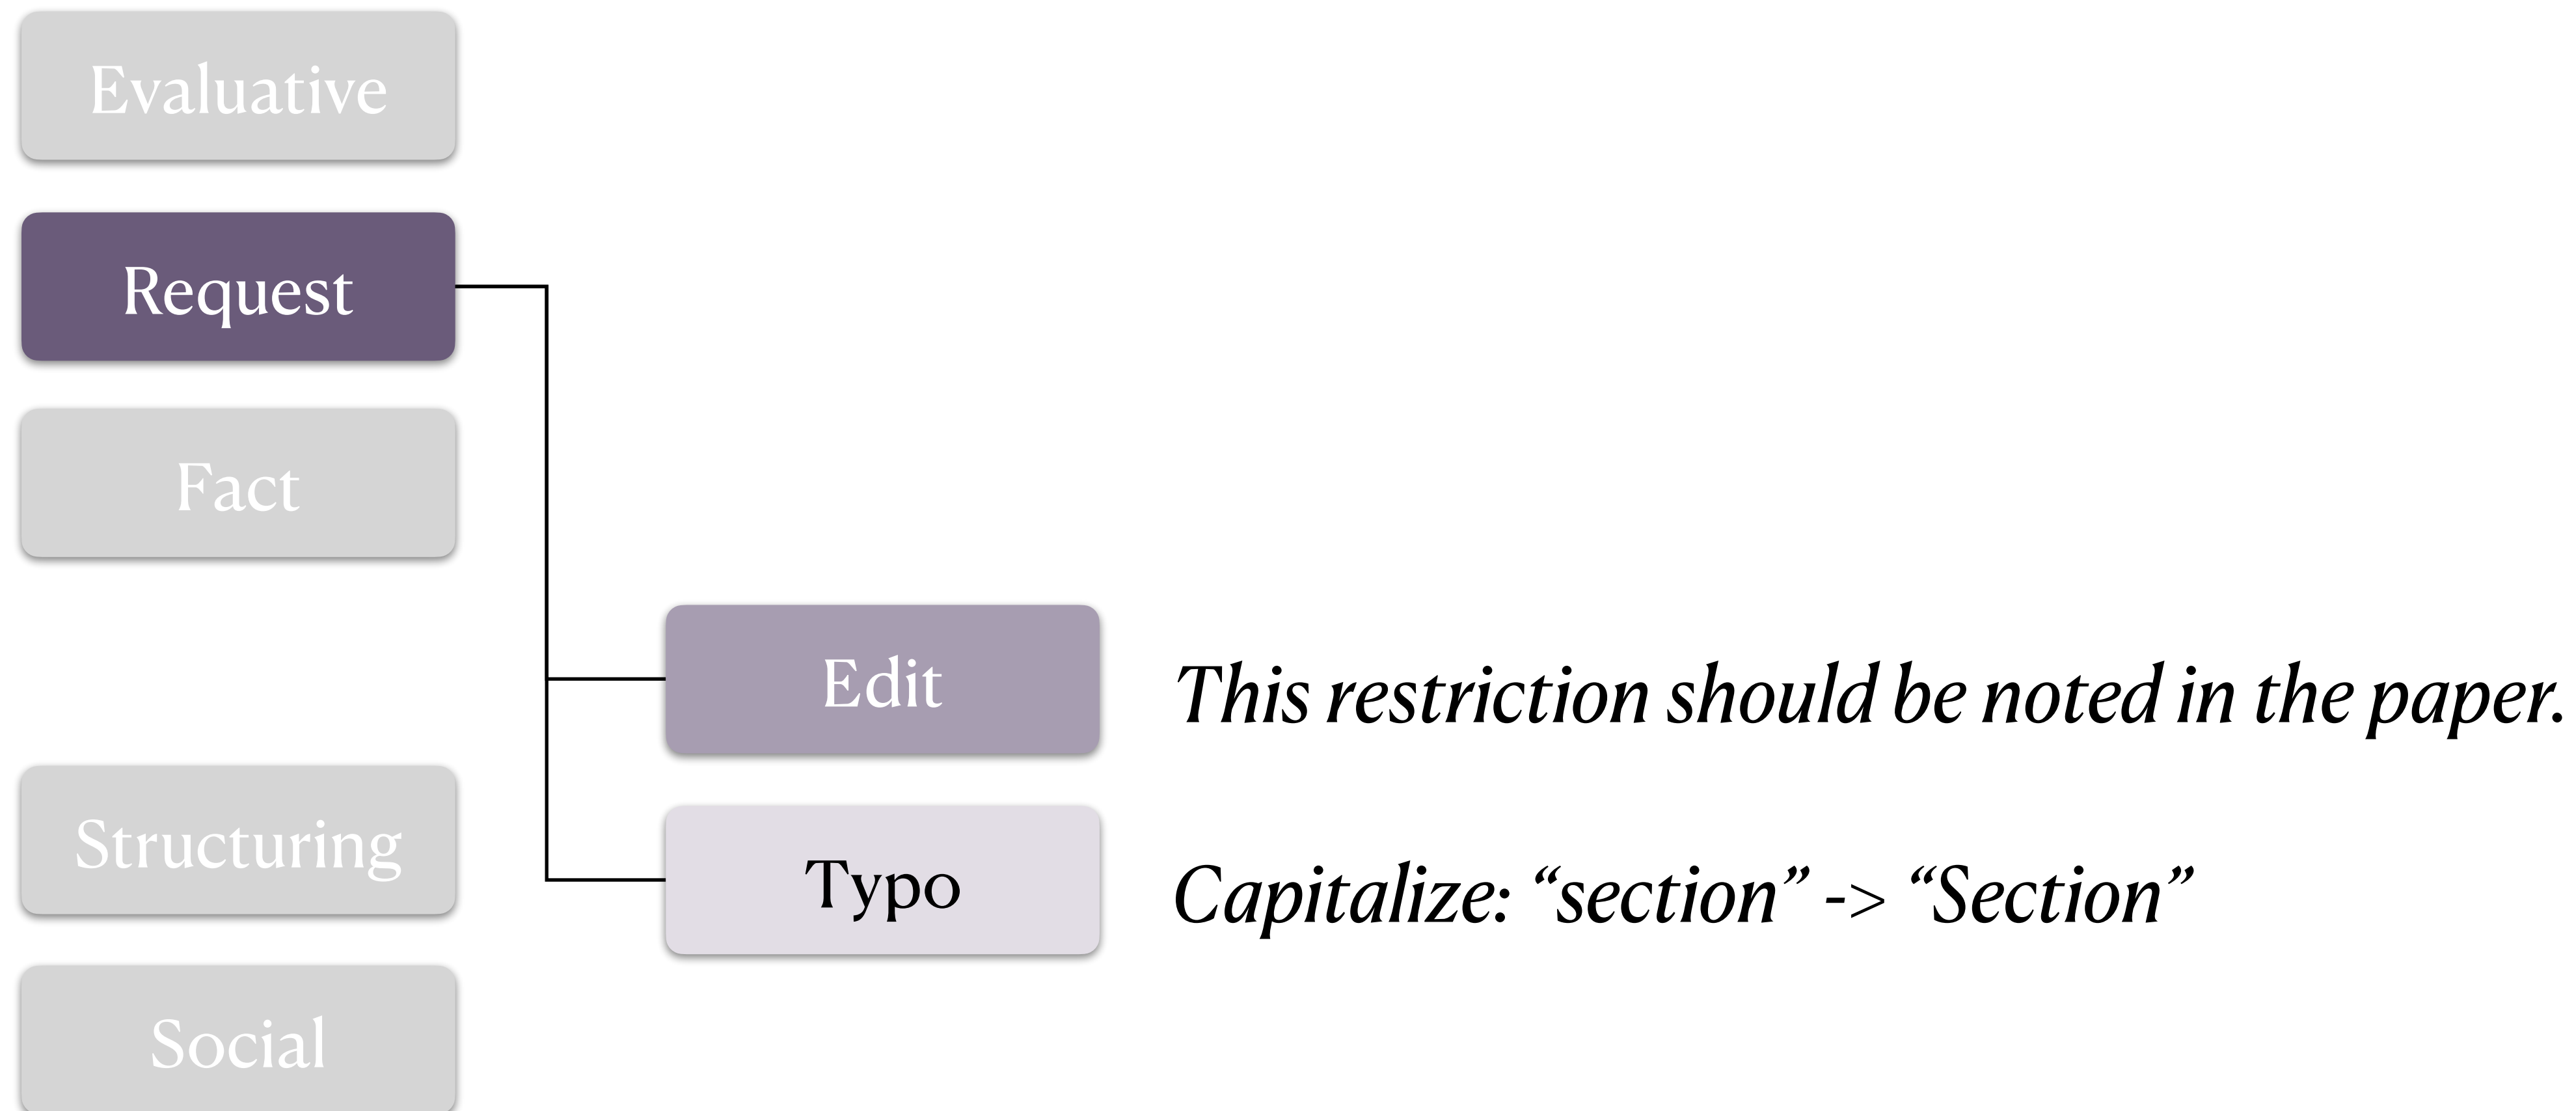 Evaluative
Request
Fact
Edit
This restriction should be noted in the paper.
Structuring
Typo
Capitalize: “section” -> “Section”
Social